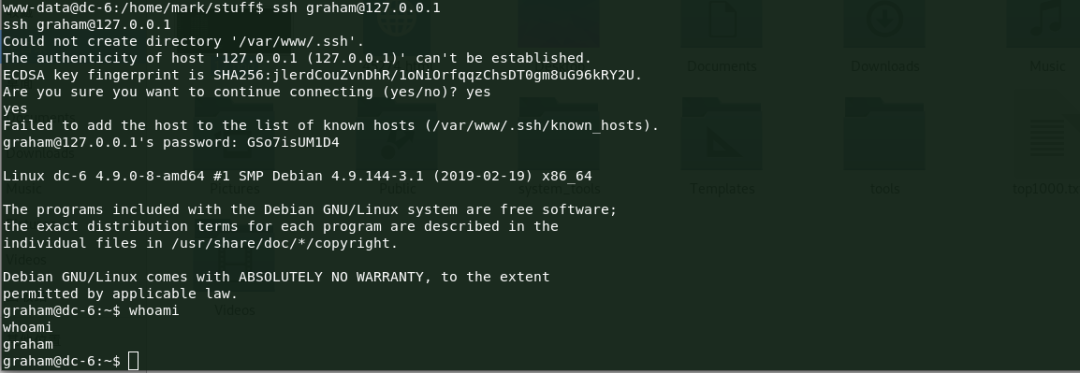 www-data@dc-6:/home/mark/stuff$ ssh graham@127.0.0.1
ssh graham@127.0.0.1
Could not create directory '/var/www/.ssh'.
The authenticity of host '127.0.0.1 (127.0.0.1)' can't be established.
ECDSA key fingerprint is SHA256:jlerdCouZvnDhR/1oNiOrfqqzChsDT0gm8uG96kRY2U.
Are you sure you want to continue connecting (yes/no)? yes
yes
Failed to add the host to the list of known hosts (/var/www/.ssh/known_hosts).
graham@127.0.0.1's password: GSo7isUM1D4
Linux dc-6 4.9.0-8-amd64 #1 SMP Debian 4.9.144-3.1 (2019-02-19) x86_64
The programs included with the Debian GNU/Linux system are free software;
the exact distribution terms for each program are described in the
individual files in /usr/share/doc/*/copyright.
Debian GNU/Linux comes with ABSOLUTELY NO WARRANTY, to the extent
permitted by applicable law.
graham@dc-6:~$ whoami
whoami
graham
graham@dc-6:~$
Documents
Downloads
Music
Downloads
Music
Pictures
Public
system_tools
Templates
tools
Videos
Videos